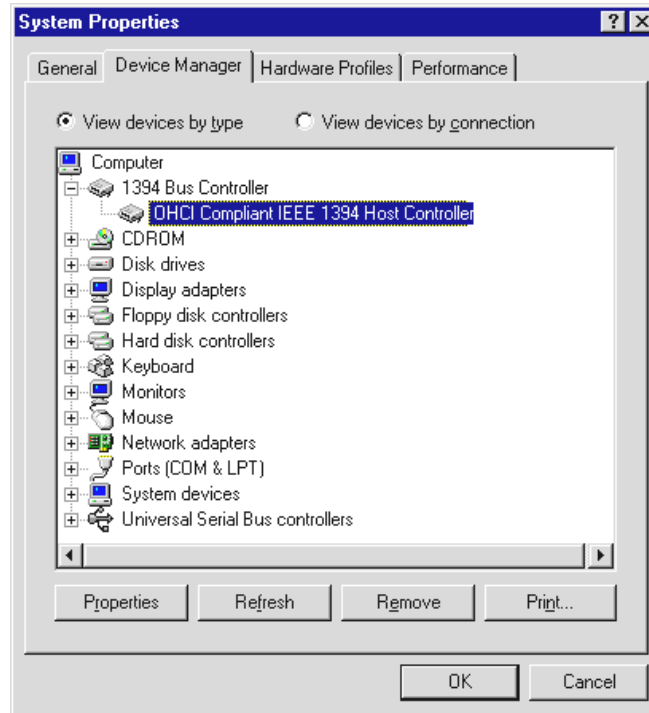 System Properties
General Device Manager Hardware Profiles Performance
View devices by type View devices by connection
Computer
1394 Bus Controller
OHCI Compliant IEEE 1394 Host Controller
CDROM
Disk drives
Display adapters
Floppy disk controllers
Hard disk controllers
Keyboard
Monitors
Mouse
Network adapters
Ports (COM & LPT)
System devices
Universal Serial Bus controllers
Properties Refresh Remove Print...
OK Cancel